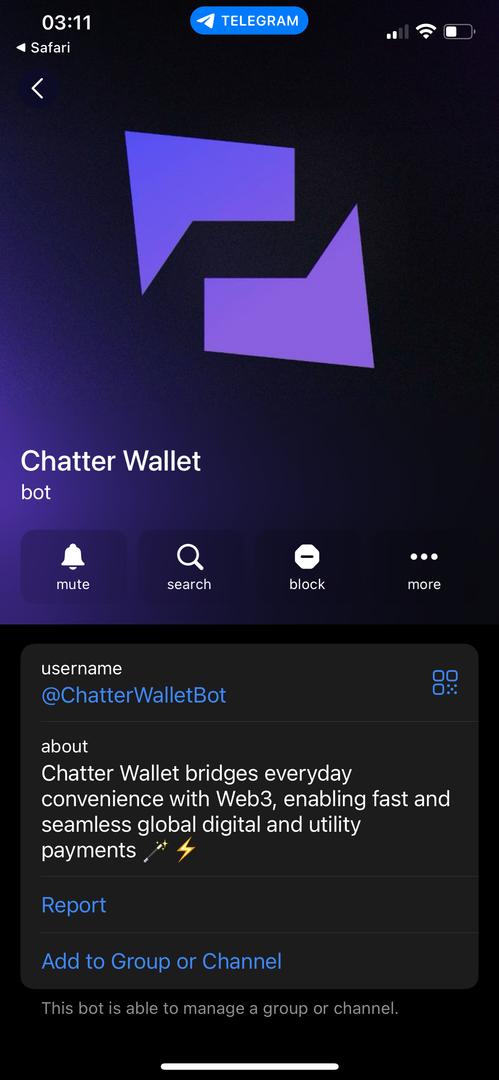 03:11
TELEGRAM
Safari
Chatter Wallet
bot
mute
search
block
more
username
@ChatterWalletBot
about
Chatter Wallet bridges everyday
convenience with Web3, enabling fast and
seamless global digital and utility
payments 🪄 ⚡
Report
Add to Group or Channel
This bot is able to manage a group or channel.